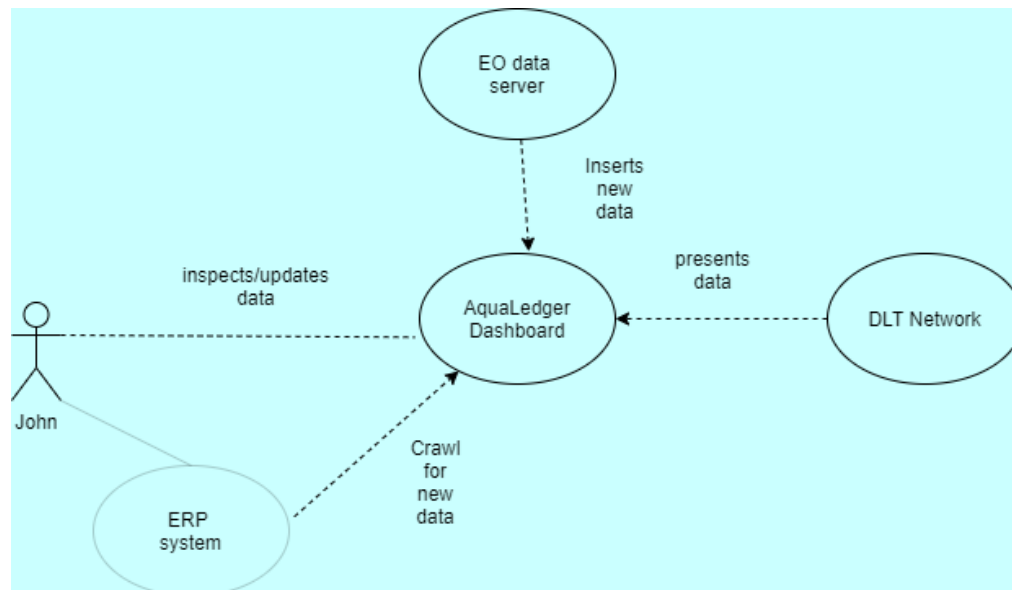 EO data
server
Inserts
new
data
inspects/updates
data
AquaLedger
Dashboard
presents
data
DLT Network
John
Crawl
for
new
data
ERP
system